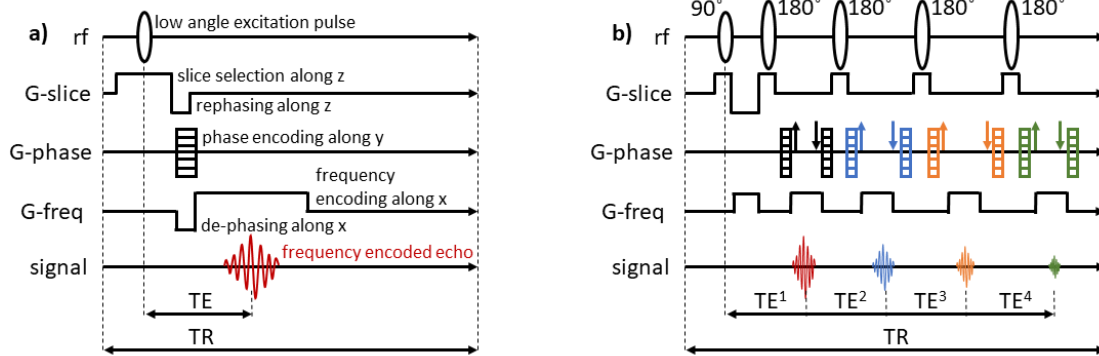 a)
rf
low angle excitation pulse
G-slice
slice selection along z
rephasing along z
G-phase
phase encoding along y
G-freq
frequency
encoding along x
de-phasing along x
signal
frequency encoded echo
TE
TR
b)
90° 180° 180° 180° 180°
rf
G-slice
G-phase
G-freq
signal
TE¹ TE² TE³ TE⁴
TR